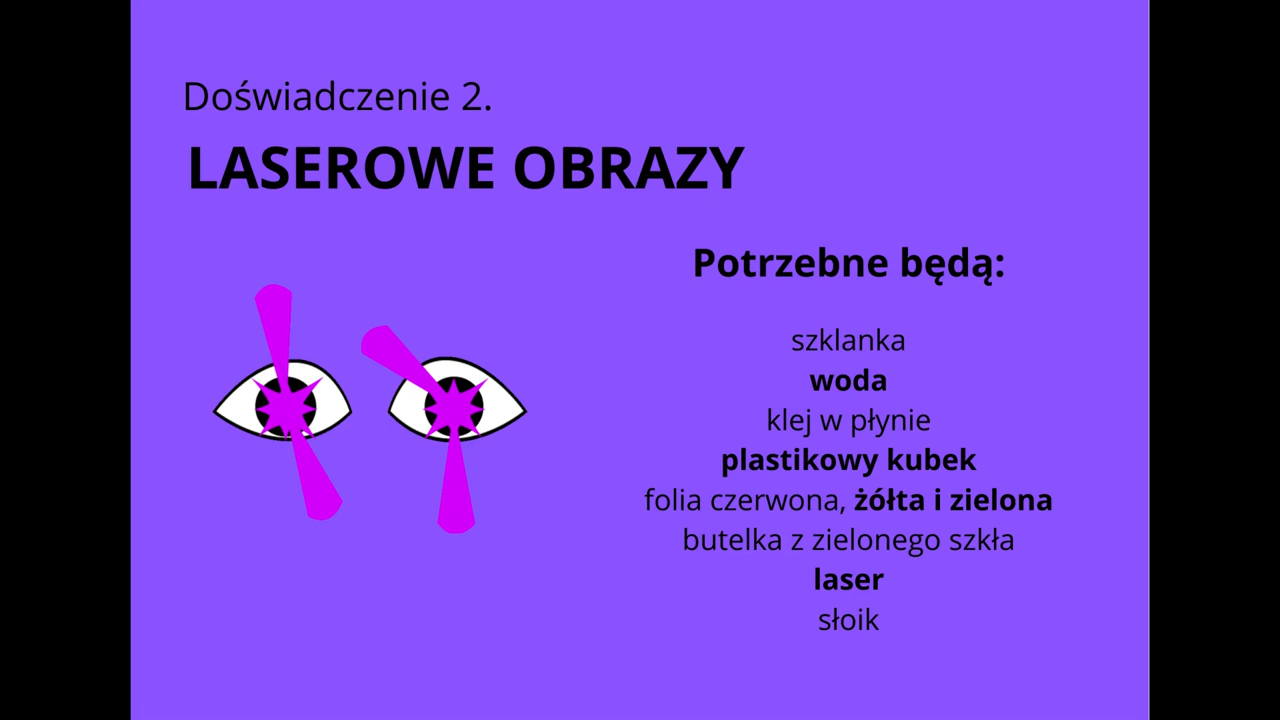 Doświadczenie 2.
LASEROWE OBRAZY
Potrzebne będą:
szklanka
woda
klej w płynie
plastikowy kubek
folia czerwona, żółta i zielona
butelka z zielonego szkła
laser
słoik